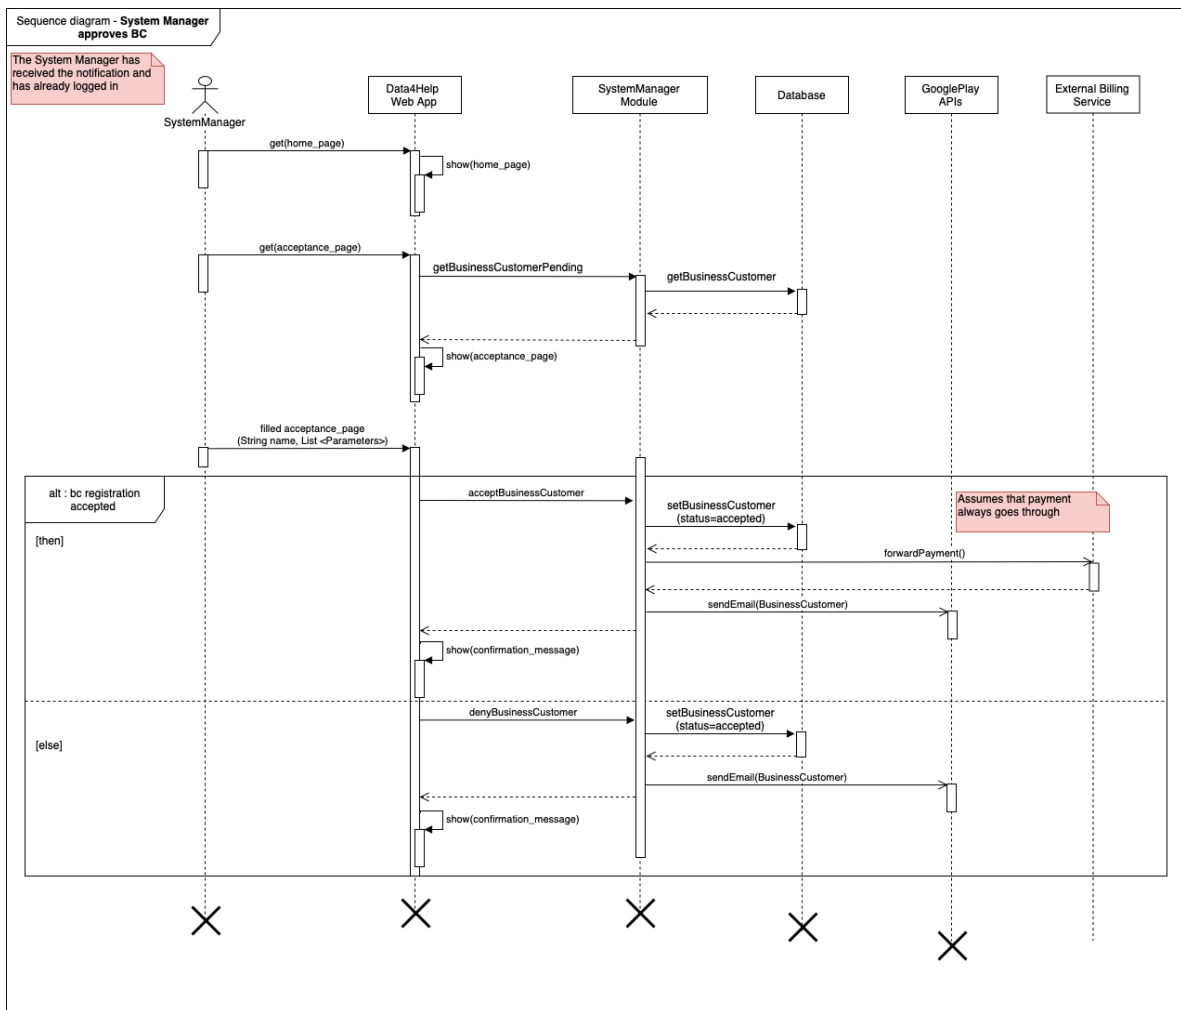 Sequence diagram - System Manager
approves BC
The System Manager has
received the notification and
has already logged in
SystemManager
Data4Help
Web App
SystemManager
Module
Database
GooglePlay
APIs
External Billing
Service
get(home_page)
show(home_page)
get(acceptance_page)
getBusinessCustomerPending
getBusinessCustomer
show(acceptance_page)
filled acceptance_page
(String name, List <Parameters>)
alt : bc registration
accepted
[then]
acceptBusinessCustomer
setBusinessCustomer
(status=accepted)
Assumes that payment
always goes through
forwardPayment()
sendEmail(BusinessCustomer)
show(confirmation_message)
[else]
denyBusinessCustomer
setBusinessCustomer
(status=accepted)
sendEmail(BusinessCustomer)
show(confirmation_message)